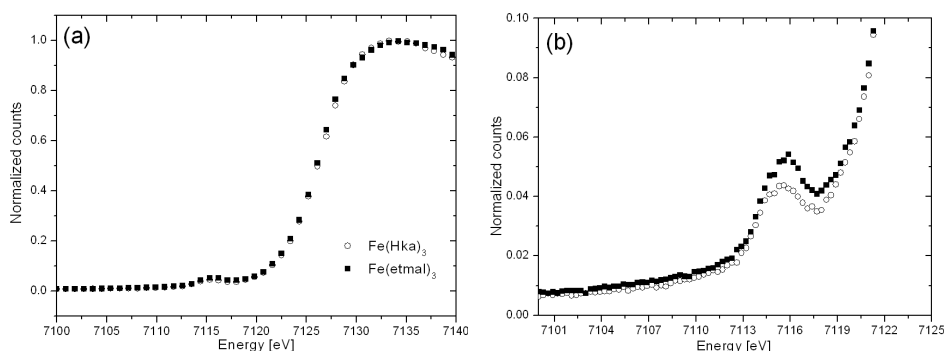 (a)
Normalized counts
1.0
0.8
0.6
0.4
0.2
0.0
Fe(Hka)3
Fe(etmal)3
7100 7105 7110 7115 7120 7125 7130 7135 7140
Energy [eV]
(b)
Normalized counts
0.10
0.08
0.06
0.04
0.02
0.00
7101 7104 7107 7110 7113 7116 7119 7122 7125
Energy [eV]